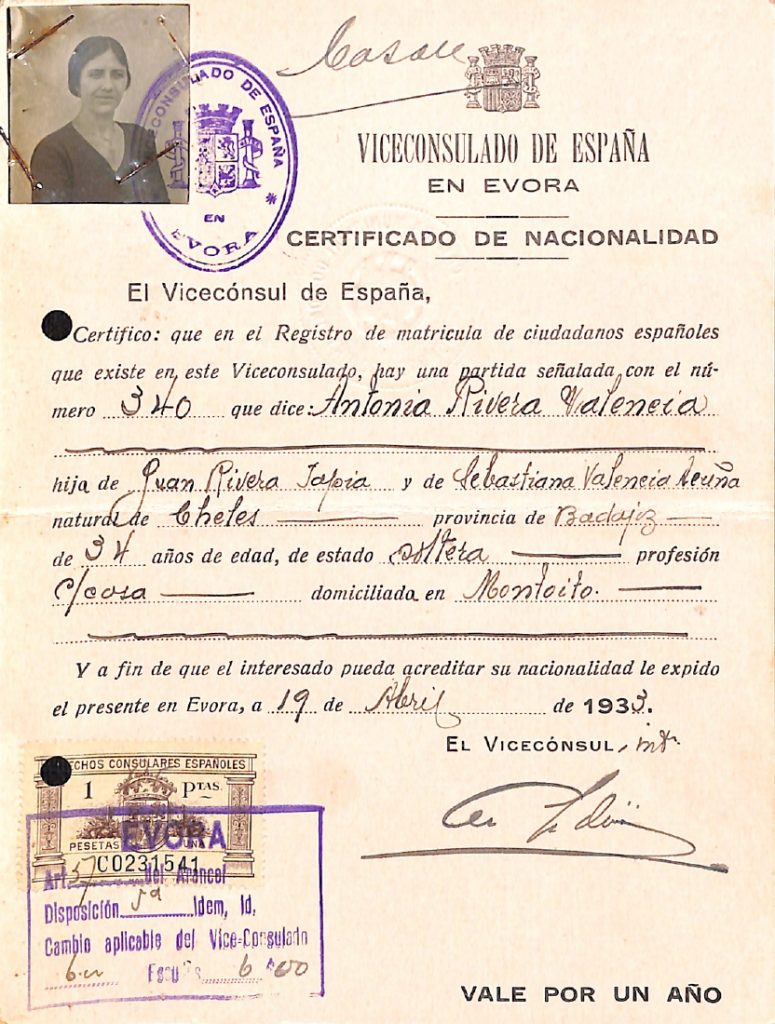 VICECONSULADO DE ESPAÑA
EN EVORA
VICECONSULADO DE ESPAÑA
EN EVORA
CERTIFICADO DE NACIONALIDAD
El Vicecónsul de España,
Certifico: que en el Registro de matricula de ciudadanos españoles
que existe en este Viceconsulado, hay una partida señalada con el nú-
mero 340 que dice: Antonia Rivera Valencia
hija de Juan Rivera Tapia y de Sebastiana Valencia Acuña
natural de Cheles provincia de Badajoz
de 34 años de edad, de estado soltera profesión
c/casa domiciliada en Montoito.
Y a fin de que el interesado pueda acreditar su nacionalidad le expido
el presente en Evora, a 19 de Abril de 1933.
EL VICECÓNSUL, intº.
DERECHOS CONSULARES ESPAÑOLES
1 PTAS.
PESETAS UNA
C0231541
EVORA
Art. 57 del Arancel
Disposición 5ª Idem, Id,
Cambio aplicable del Vice-Consulado
Escudos 6$00
VALE POR UN AÑO